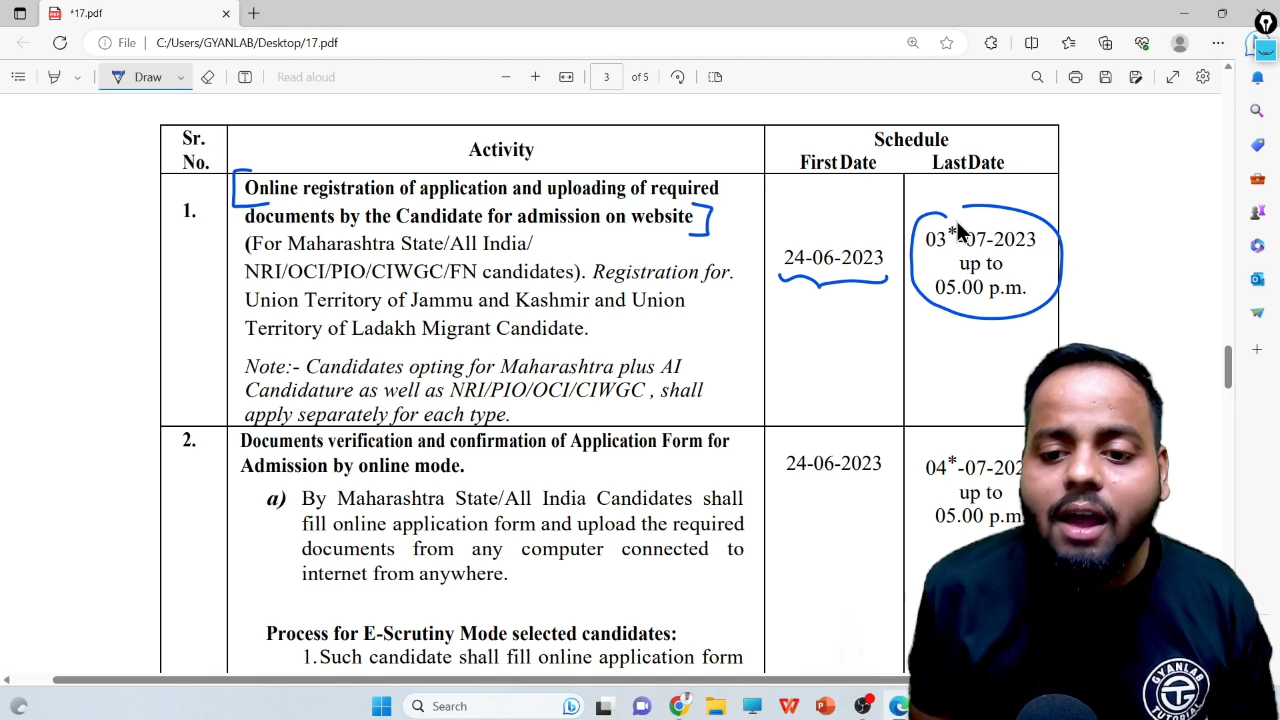 *17.pdf
File
C:/Users/GYANLAB/Desktop/17.pdf
Draw
Read aloud
3
of 5
Sr.
No.
Activity
Schedule
First Date
Last Date
1.
Online registration of application and uploading of required
documents by the Candidate for admission on website
(For Maharashtra State/All India/
NRI/OCI/PIO/CIWGC/FN candidates). Registration for.
Union Territory of Jammu and Kashmir and Union
Territory of Ladakh Migrant Candidate.
Note:- Candidates opting for Maharashtra plus AI
Candidature as well as NRI/PIO/OCI/CIWGC , shall
apply separately for each type.
24-06-2023
03*-07-2023
up to
05.00 p.m.
2.
Documents verification and confirmation of Application Form for
Admission by online mode.
a) By Maharashtra State/All India Candidates shall
fill online application form and upload the required
documents from any computer connected to
internet from anywhere.
Process for E-Scrutiny Mode selected candidates:
1.Such candidate shall fill online application form
24-06-2023
04*-07-202
up to
05.00 p.m
Search
GYANLAB
TUTORIAL